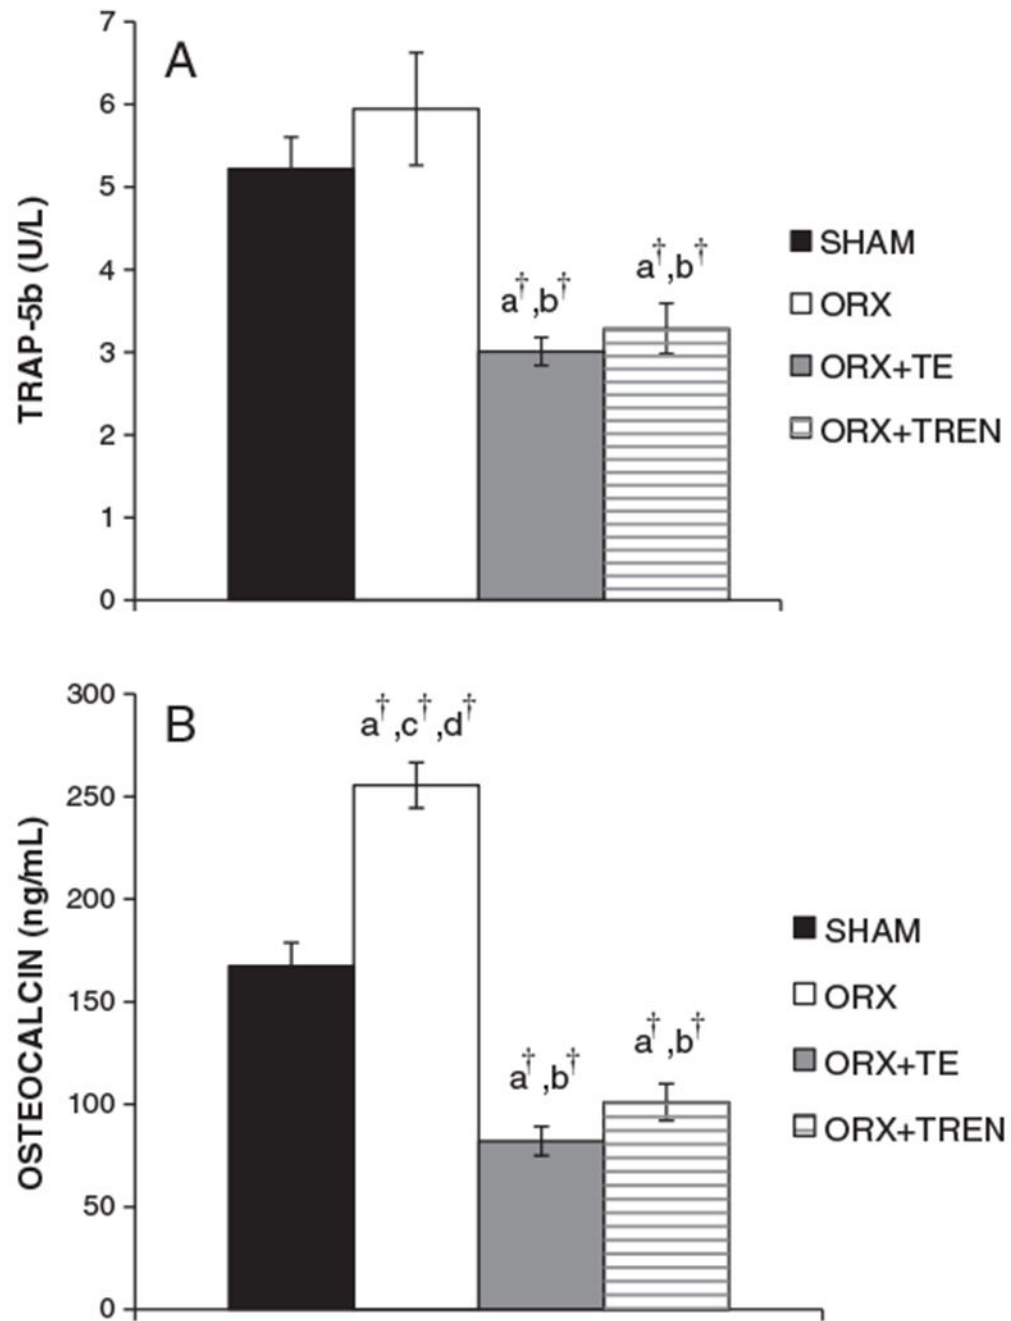 A
7
6
5
4
3
2
1
0
TRAP-5b (U/L)
a†,b†
a†,b†
SHAM
ORX
ORX+TE
ORX+TREN
B
300
250
200
150
100
50
0
OSTEOCALCIN (ng/mL)
a†,c†,d†
a†,b†
a†,b†
SHAM
ORX
ORX+TE
ORX+TREN